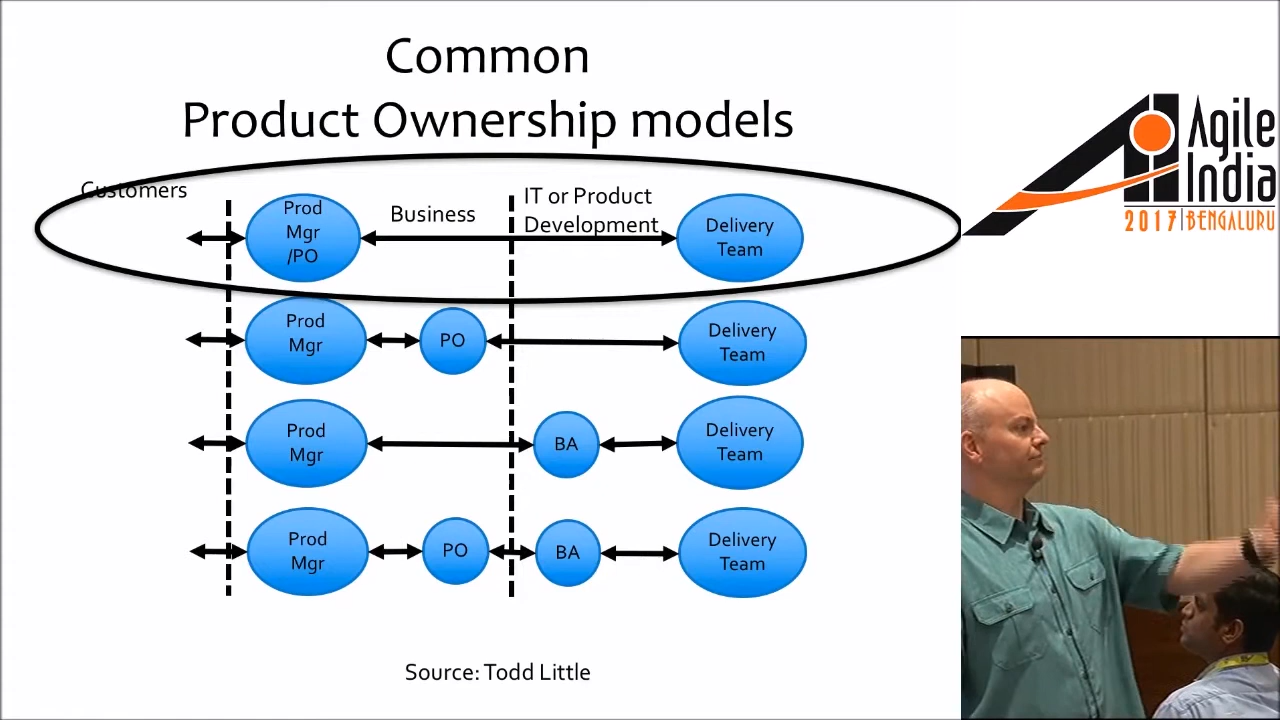 Common
Product Ownership models
Customers
Prod
Mgr
/PO
Business
IT or Product
Development
Delivery
Team
Prod
Mgr
PO
Delivery
Team
Prod
Mgr
BA
Delivery
Team
Prod
Mgr
PO
BA
Delivery
Team
Source: Todd Little
Agile
India
2017 | BENGALURU